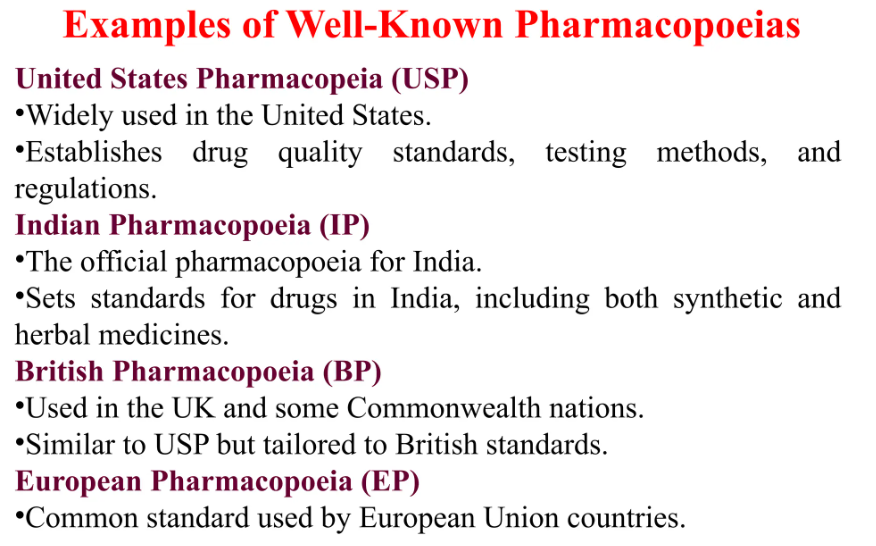 Examples of Well-Known Pharmacopoeias
United States Pharmacopeia (USP)
•Widely used in the United States.
•Establishes drug quality standards, testing methods, and
regulations.
Indian Pharmacopoeia (IP)
•The official pharmacopoeia for India.
•Sets standards for drugs in India, including both synthetic and
herbal medicines.
British Pharmacopoeia (BP)
•Used in the UK and some Commonwealth nations.
•Similar to USP but tailored to British standards.
European Pharmacopoeia (EP)
•Common standard used by European Union countries.